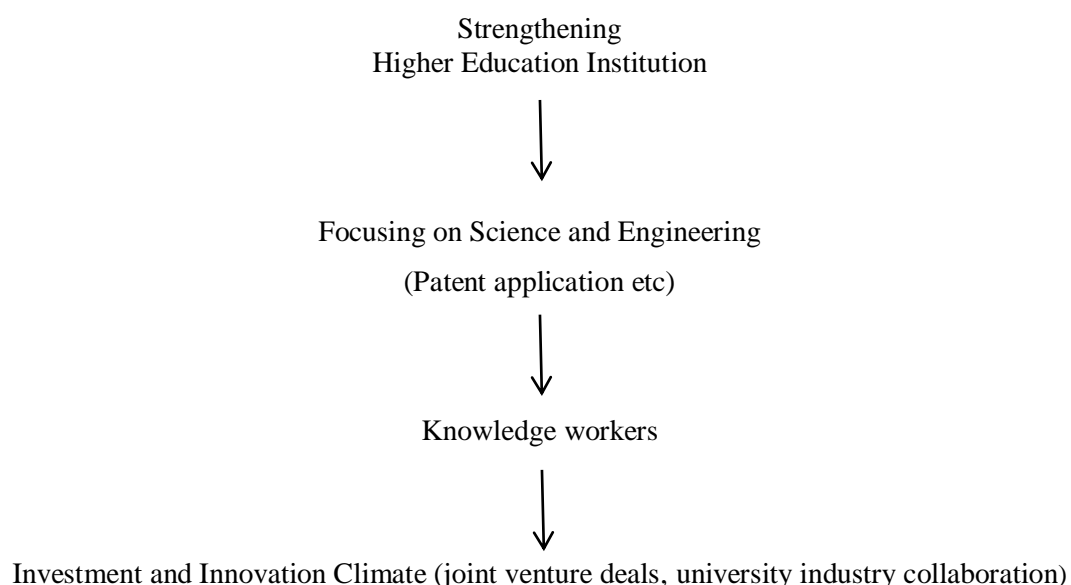 Strengthening
Higher Education Institution
Focusing on Science and Engineering
(Patent application etc)
Knowledge workers
Investment and Innovation Climate (joint venture deals, university industry collaboration)